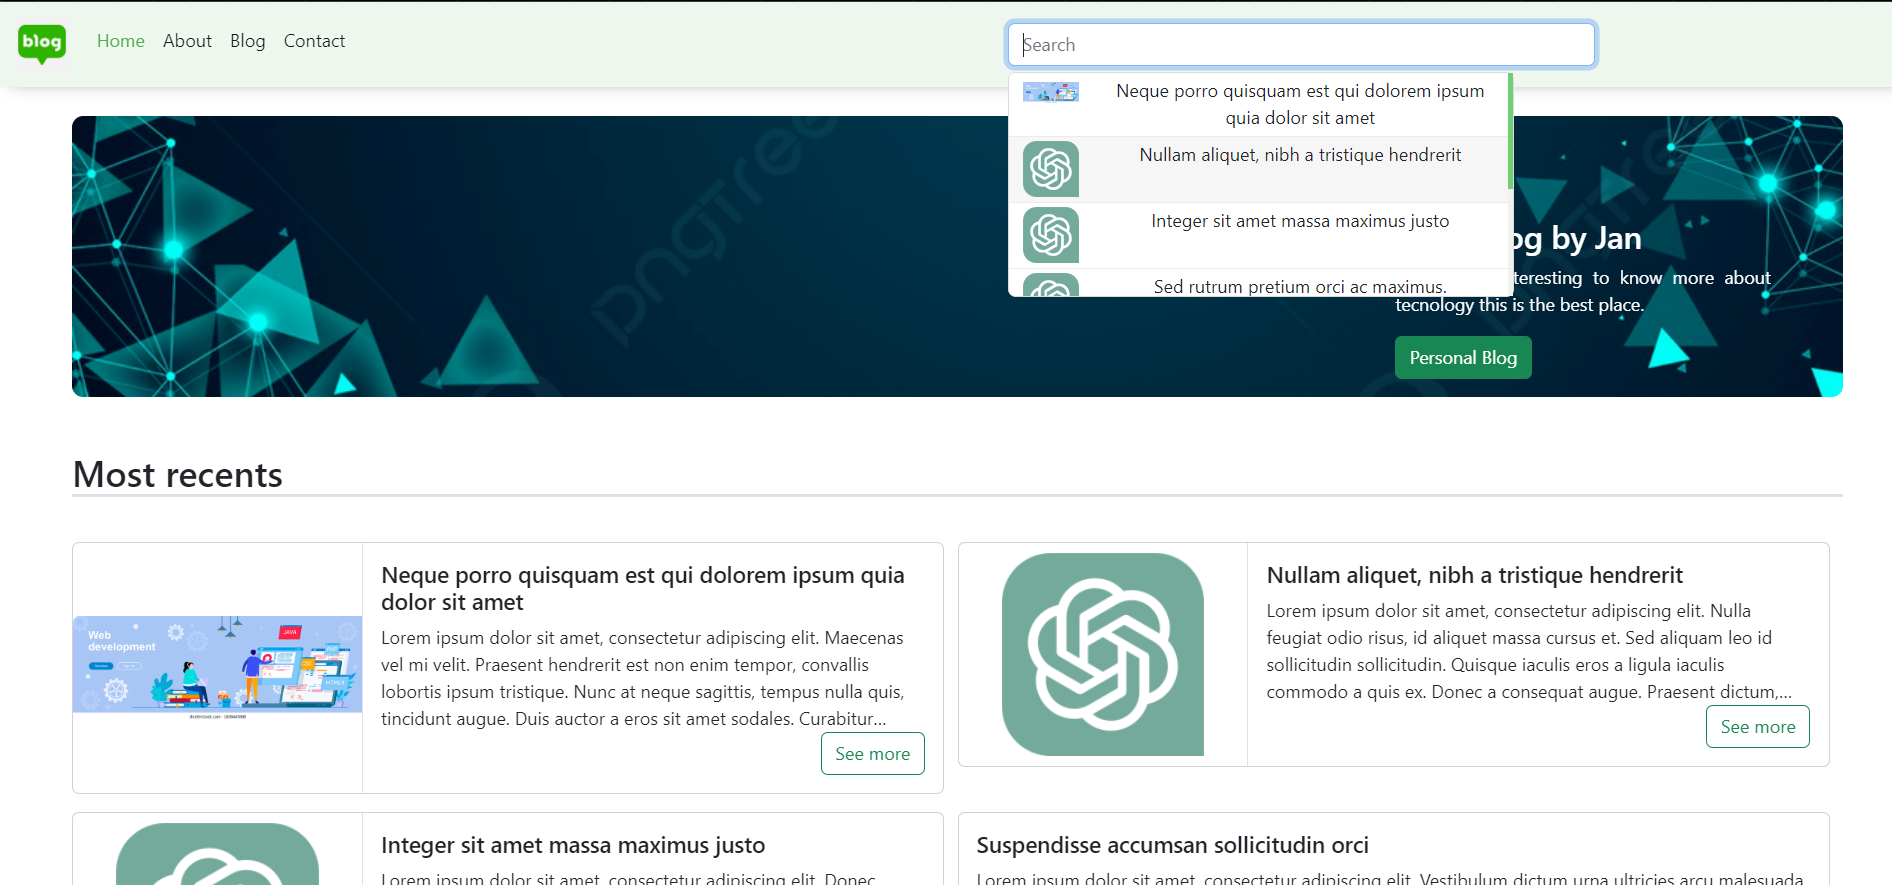 blog
Home About Blog Contact
Search
Neque porro quisquam est qui dolorem ipsum
quia dolor sit amet
Nullam aliquet, nibh a tristique hendrerit
Integer sit amet massa maximus justo
Sed rutrum pretium orci ac maximus.
pngtree
by Jan
to know more about
tecnology this is the best place.
Personal Blog
Most recents
Web
development
JAVA
PHP
HTML5
Neque porro quisquam est qui dolorem ipsum quia
dolor sit amet
Lorem ipsum dolor sit amet, consectetur adipiscing elit. Maecenas
vel mi velit. Praesent hendrerit est non enim tempor, convallis
lobortis ipsum tristique. Nunc at neque sagittis, tempus nulla quis,
tincidunt augue. Duis auctor a eros sit amet sodales. Curabitur...
See more
Nullam aliquet, nibh a tristique hendrerit
Lorem ipsum dolor sit amet, consectetur adipiscing elit. Nulla
feugiat odio risus, id aliquet massa cursus et. Sed aliquam leo id
sollicitudin sollicitudin. Quisque iaculis eros a ligula iaculis
commodo a quis ex. Donec a consequat augue. Praesent dictum,...
See more
Integer sit amet massa maximus justo
Lorem ipsum dolor sit amet, consectetur adipiscing elit. Donec
Suspendisse accumsan sollicitudin orci
Lorem ipsum dolor sit amet, consectetur adipiscing elit. Vestibulum dictum urna ultricies arcu malesuada